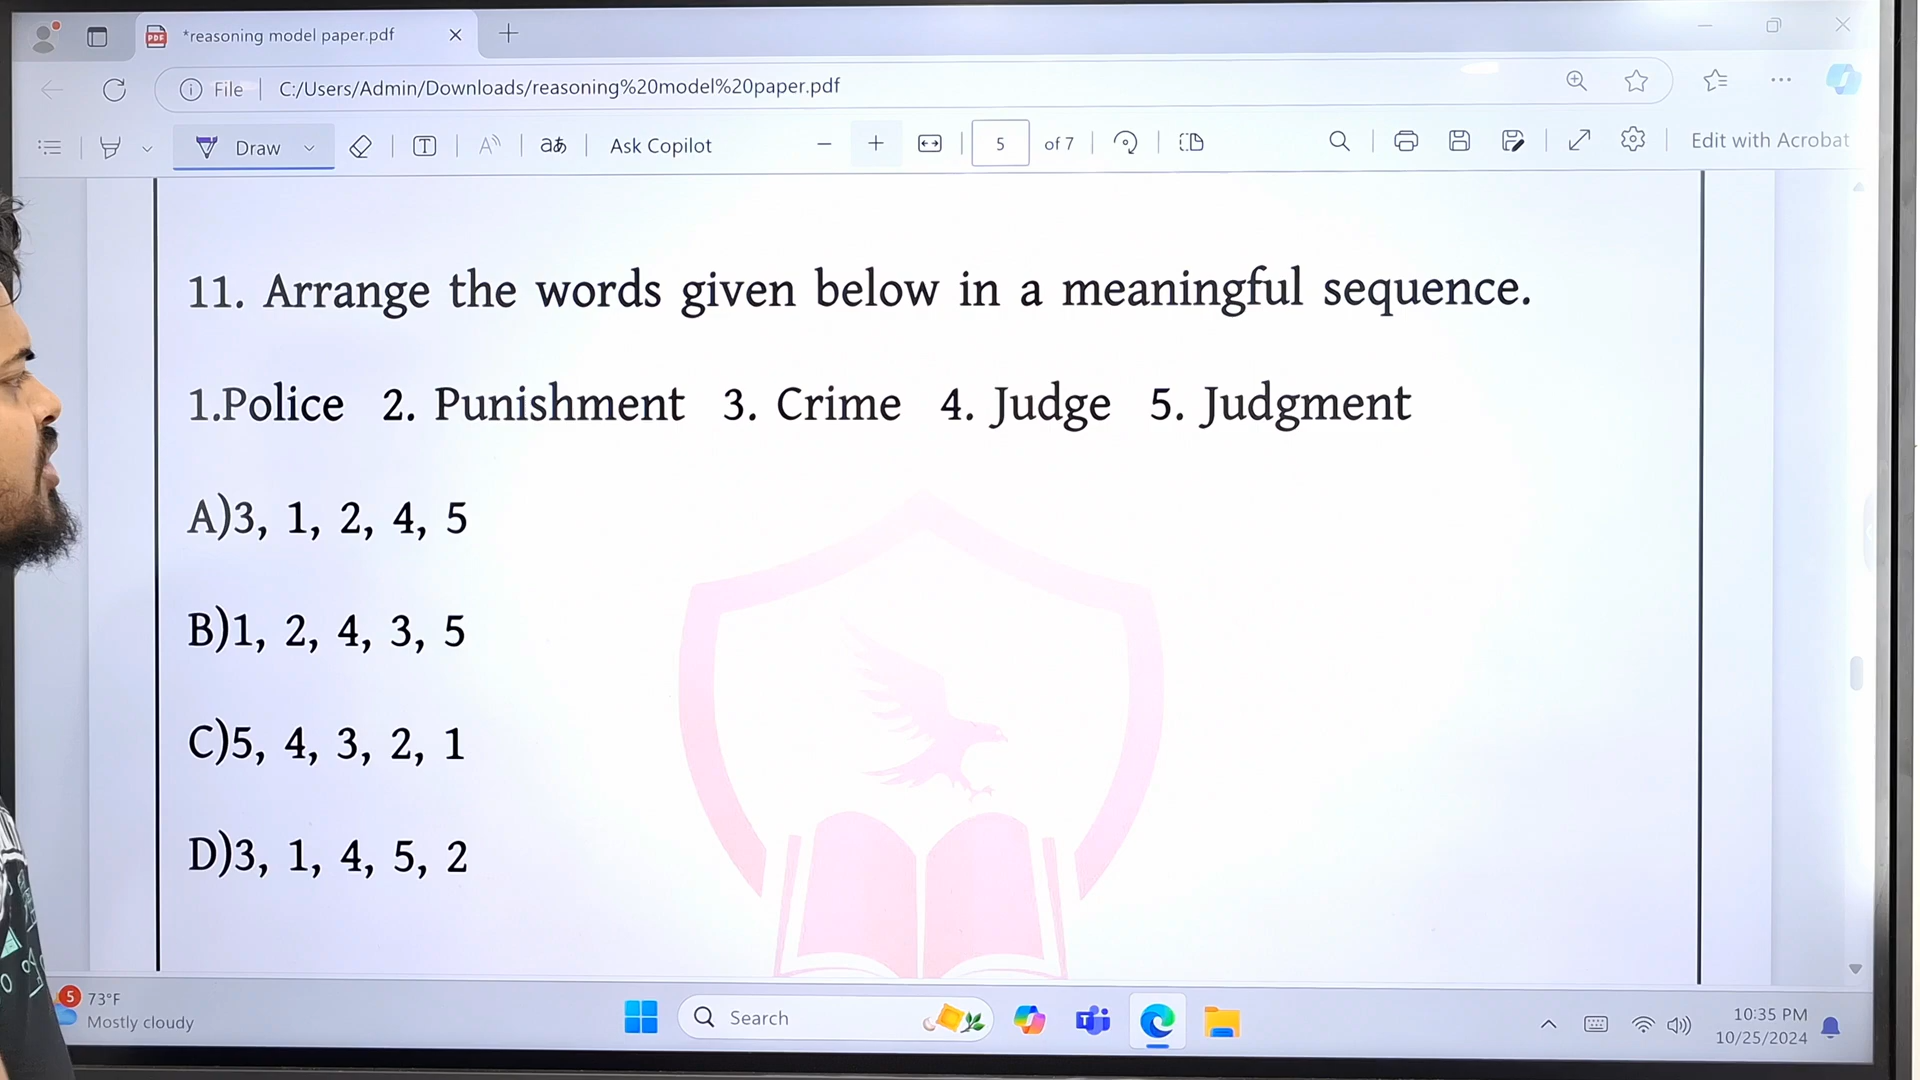 *reasoning model paper.pdf
File C:/Users/Admin/Downloads/reasoning%20model%20paper.pdf
Draw T A aあ Ask Copilot 5 of 7 Edit with Acrobat
11. Arrange the words given below in a meaningful sequence.
1.Police 2. Punishment 3. Crime 4. Judge 5. Judgment
A)3, 1, 2, 4, 5
B)1, 2, 4, 3, 5
C)5, 4, 3, 2, 1
D)3, 1, 4, 5, 2
5 73°F
Mostly cloudy
Search
10:35 PM
10/25/2024